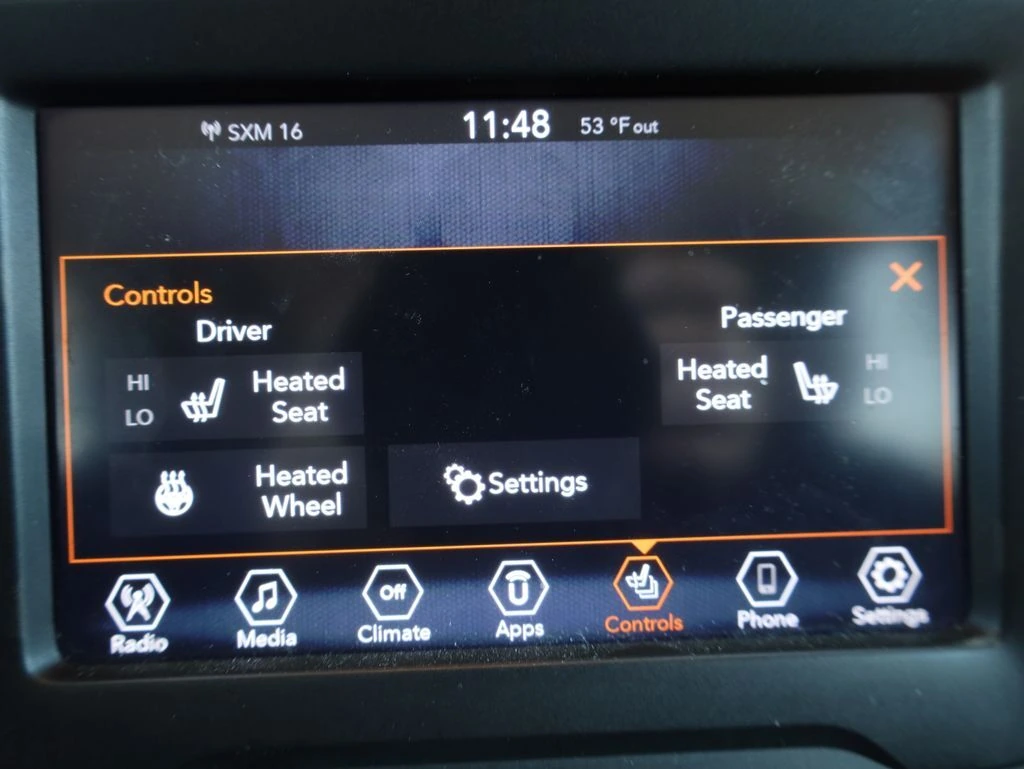 SXM 16 11:48 53 °F out
Controls
Driver
Passenger
HI
LO
Heated
Seat
Heated
Seat
HI
LO
Heated
Wheel
Settings
Radio
Media
Off
Climate
Apps
Controls
Phone
Settings